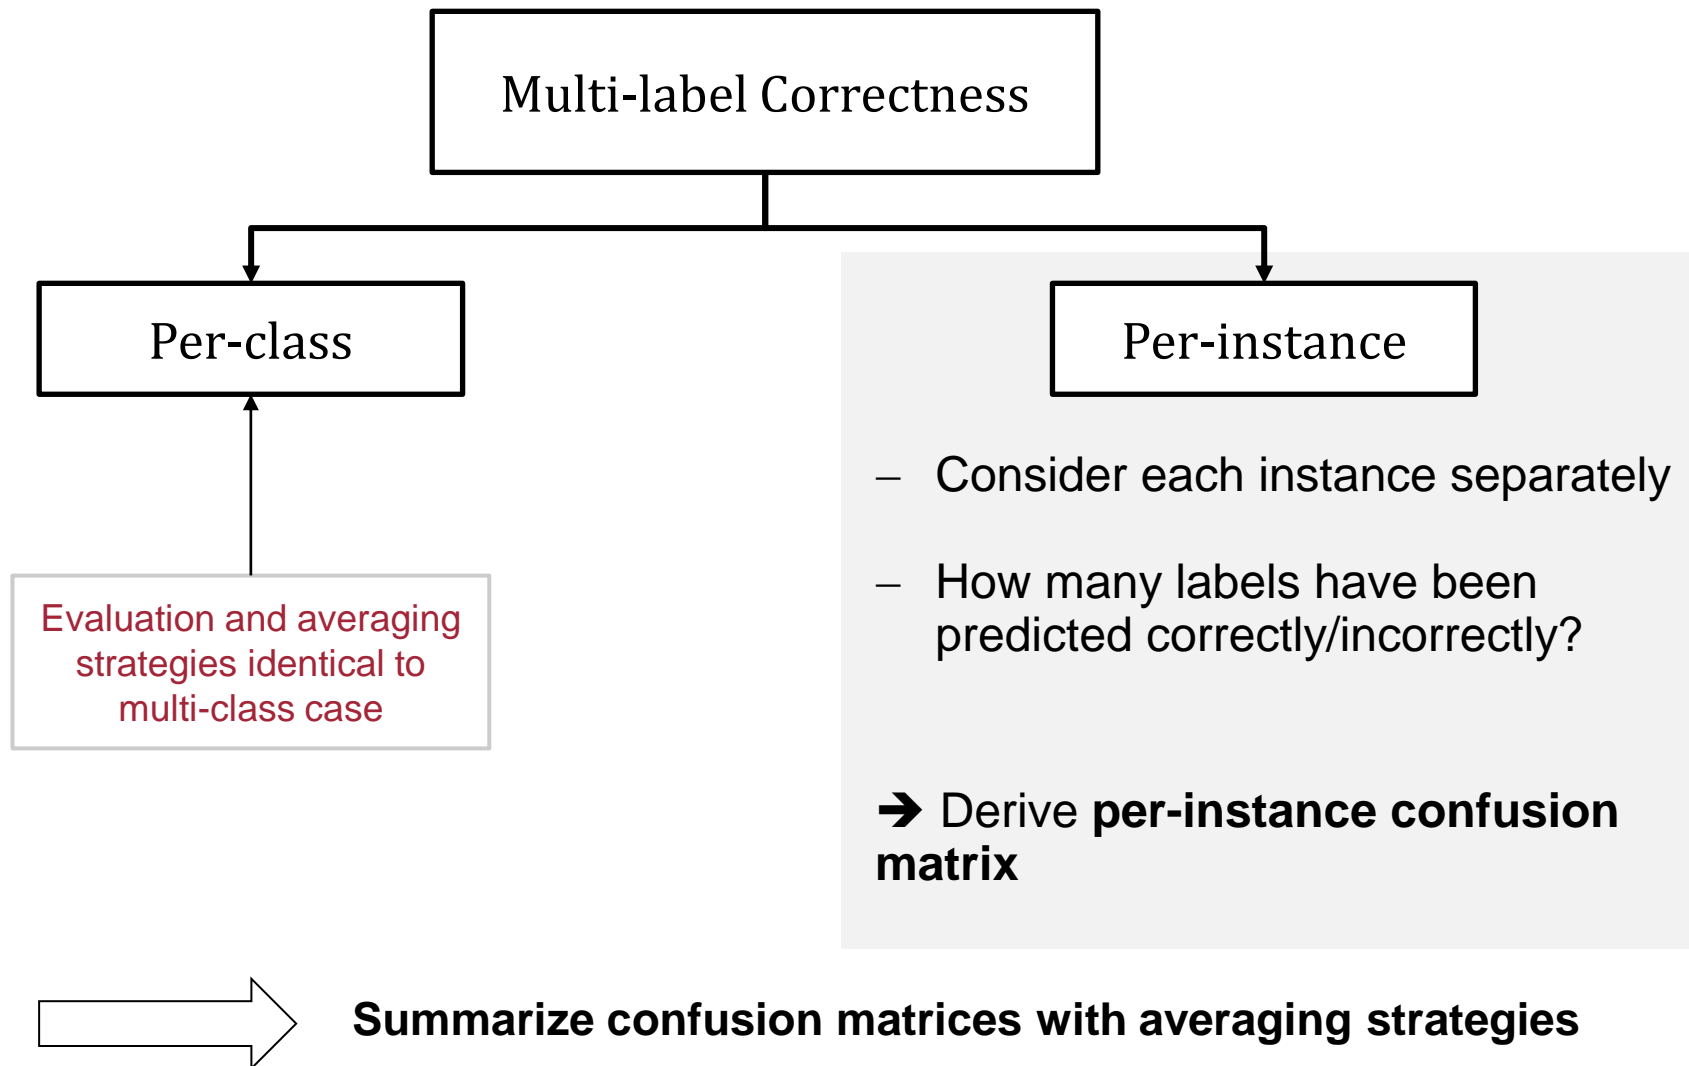 Multi-label Correctness
Per-class
Per-instance
Evaluation and averaging
strategies identical to
multi-class case
– Consider each instance separately
– How many labels have been
predicted correctly/incorrectly?
➔ Derive per-instance confusion
matrix
Summarize confusion matrices with averaging strategies